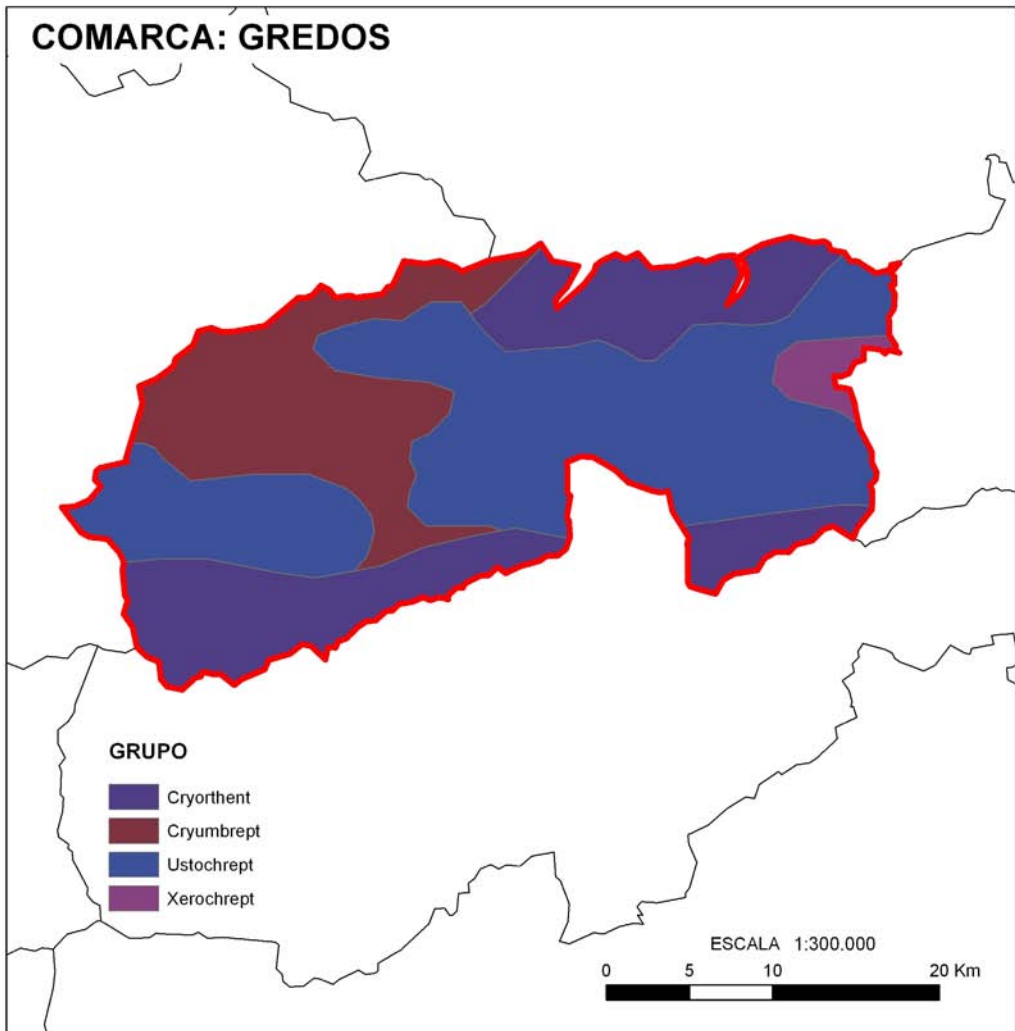 COMARCA: GREDOS
GRUPO
Cryorthent
Cryumbrept
Ustochrept
Xerochrept
ESCALA 1:300.000
0 5 10 20 Km